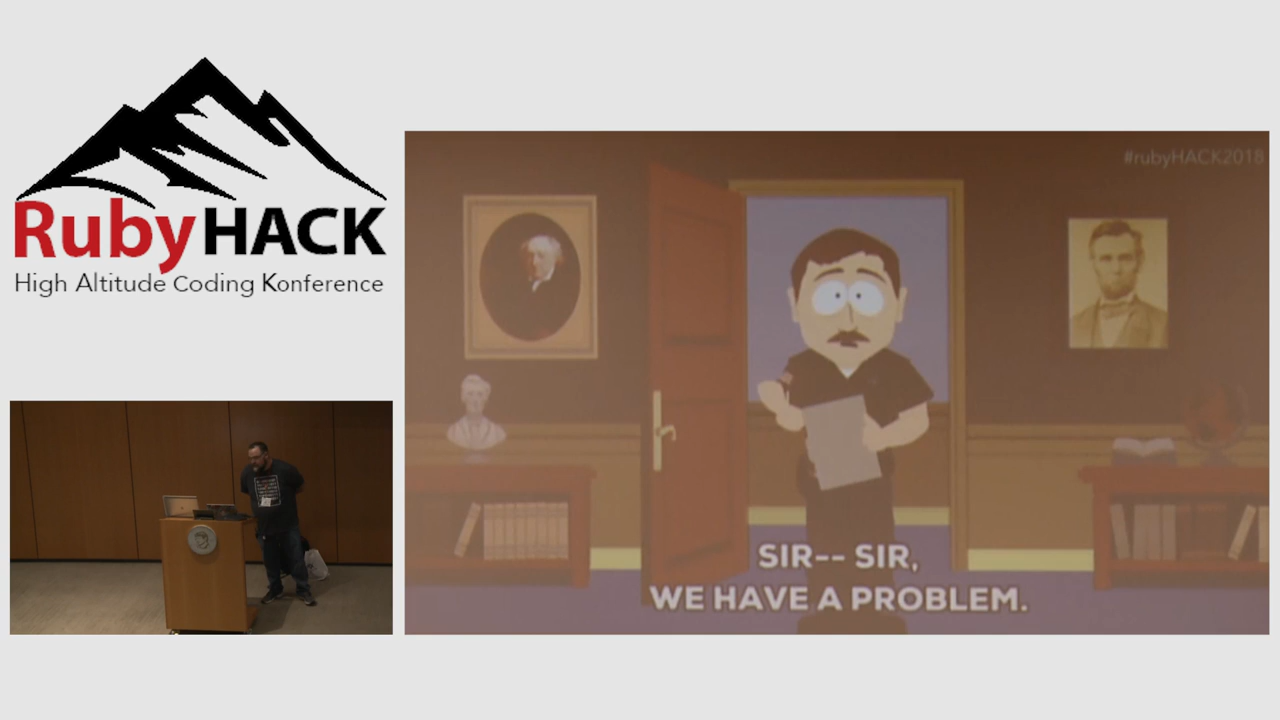 RubyHACK
High Altitude Coding Konference
#rubyHACK2018
SIR-- SIR,
WE HAVE A PROBLEM.